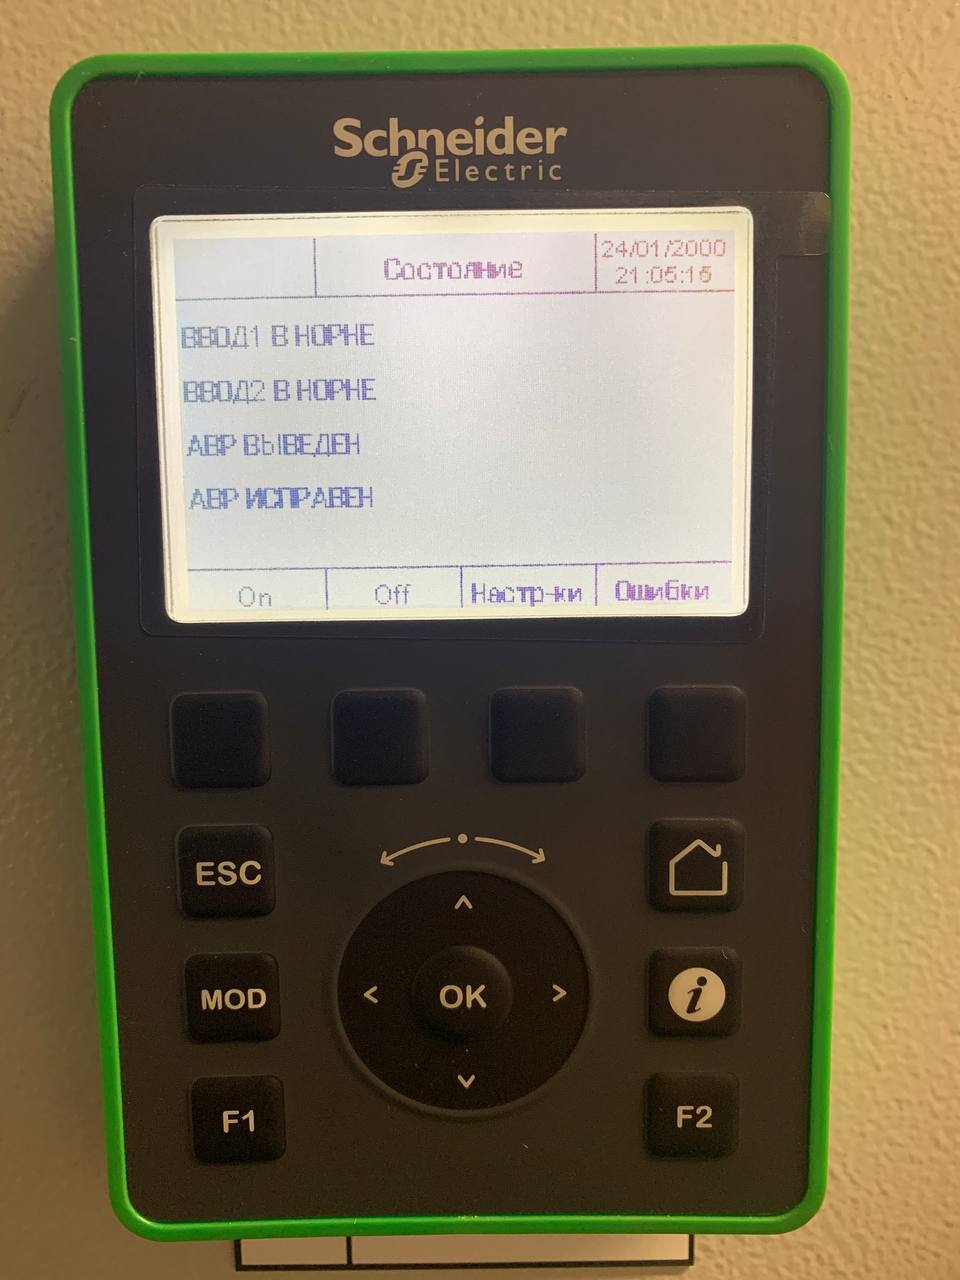 Schneider
Electric
Состояние
24/01/2000
21:05:16
ВВОД1 В НОРМЕ
ВВОД2 В НОРМЕ
АВР ВЫВЕДЕН
АВР ИСПРАВЕН
On Off Настр-ки Ошибки
ESC
MOD OK i
F1 F2